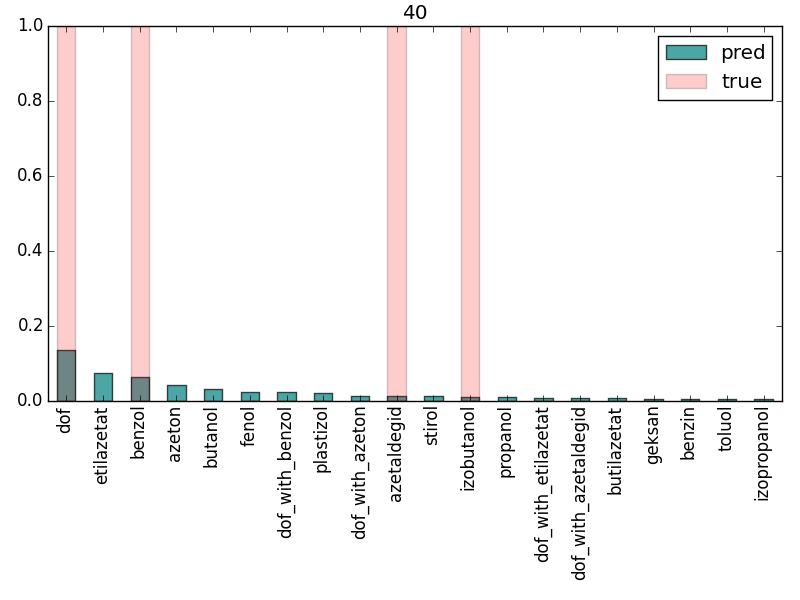 40
1.0
0.8
0.6
0.4
0.2
0.0
pred
true
dof
etilazetat
benzol
azeton
butanol
fenol
dof_with_benzol
plastizol
dof_with_azeton
azetaldegid
stirol
izobutanol
propanol
dof_with_etilazetat
dof_with_azetaldegid
butilazetat
geksan
benzin
toluol
izopropanol